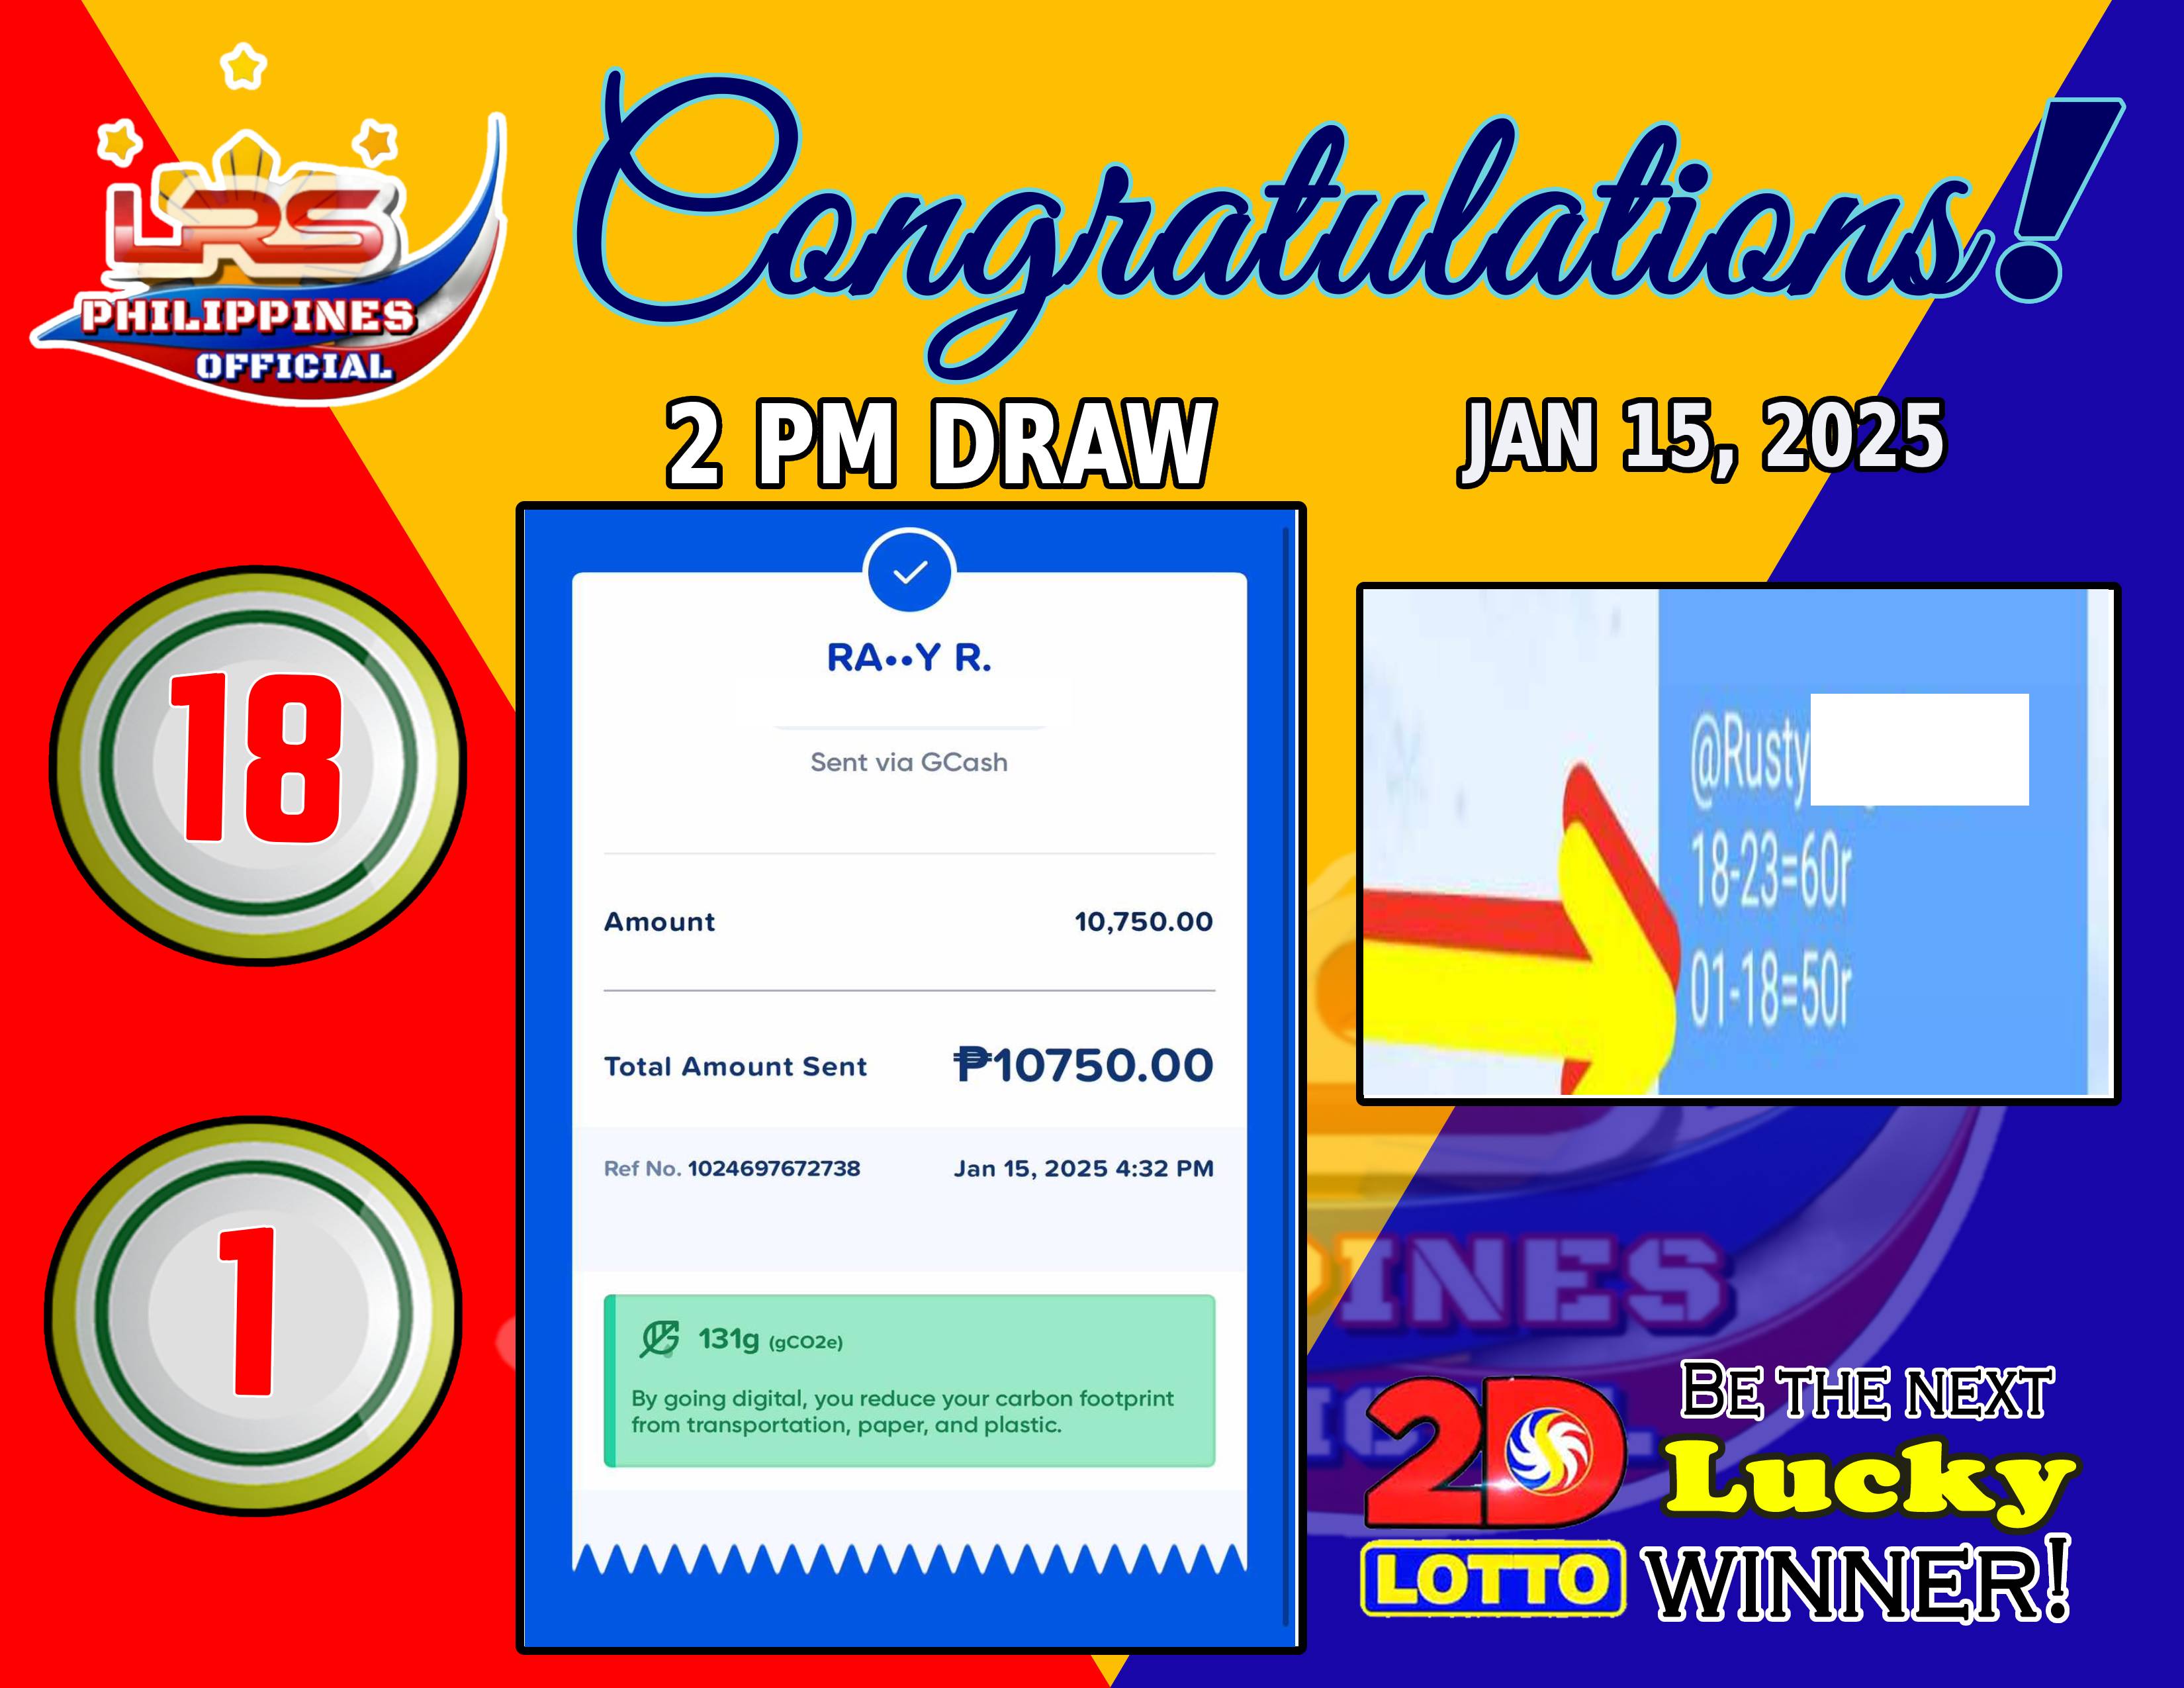 LRS
PHILIPPINES
OFFICIAL
Congratulations!
2 PM DRAW
JAN 15, 2025
18
1
RA••Y R.
Sent via GCash
Amount 10,750.00
Total Amount Sent ₱10750.00
Ref No. 1024697672738 Jan 15, 2025 4:32 PM
131g (gCO2e)
By going digital, you reduce your carbon footprint
from transportation, paper, and plastic.
@Rusty
18-23=60r
01-18=50r
PINES
2D
LOTTO
BE THE NEXT
Lucky
WINNER!